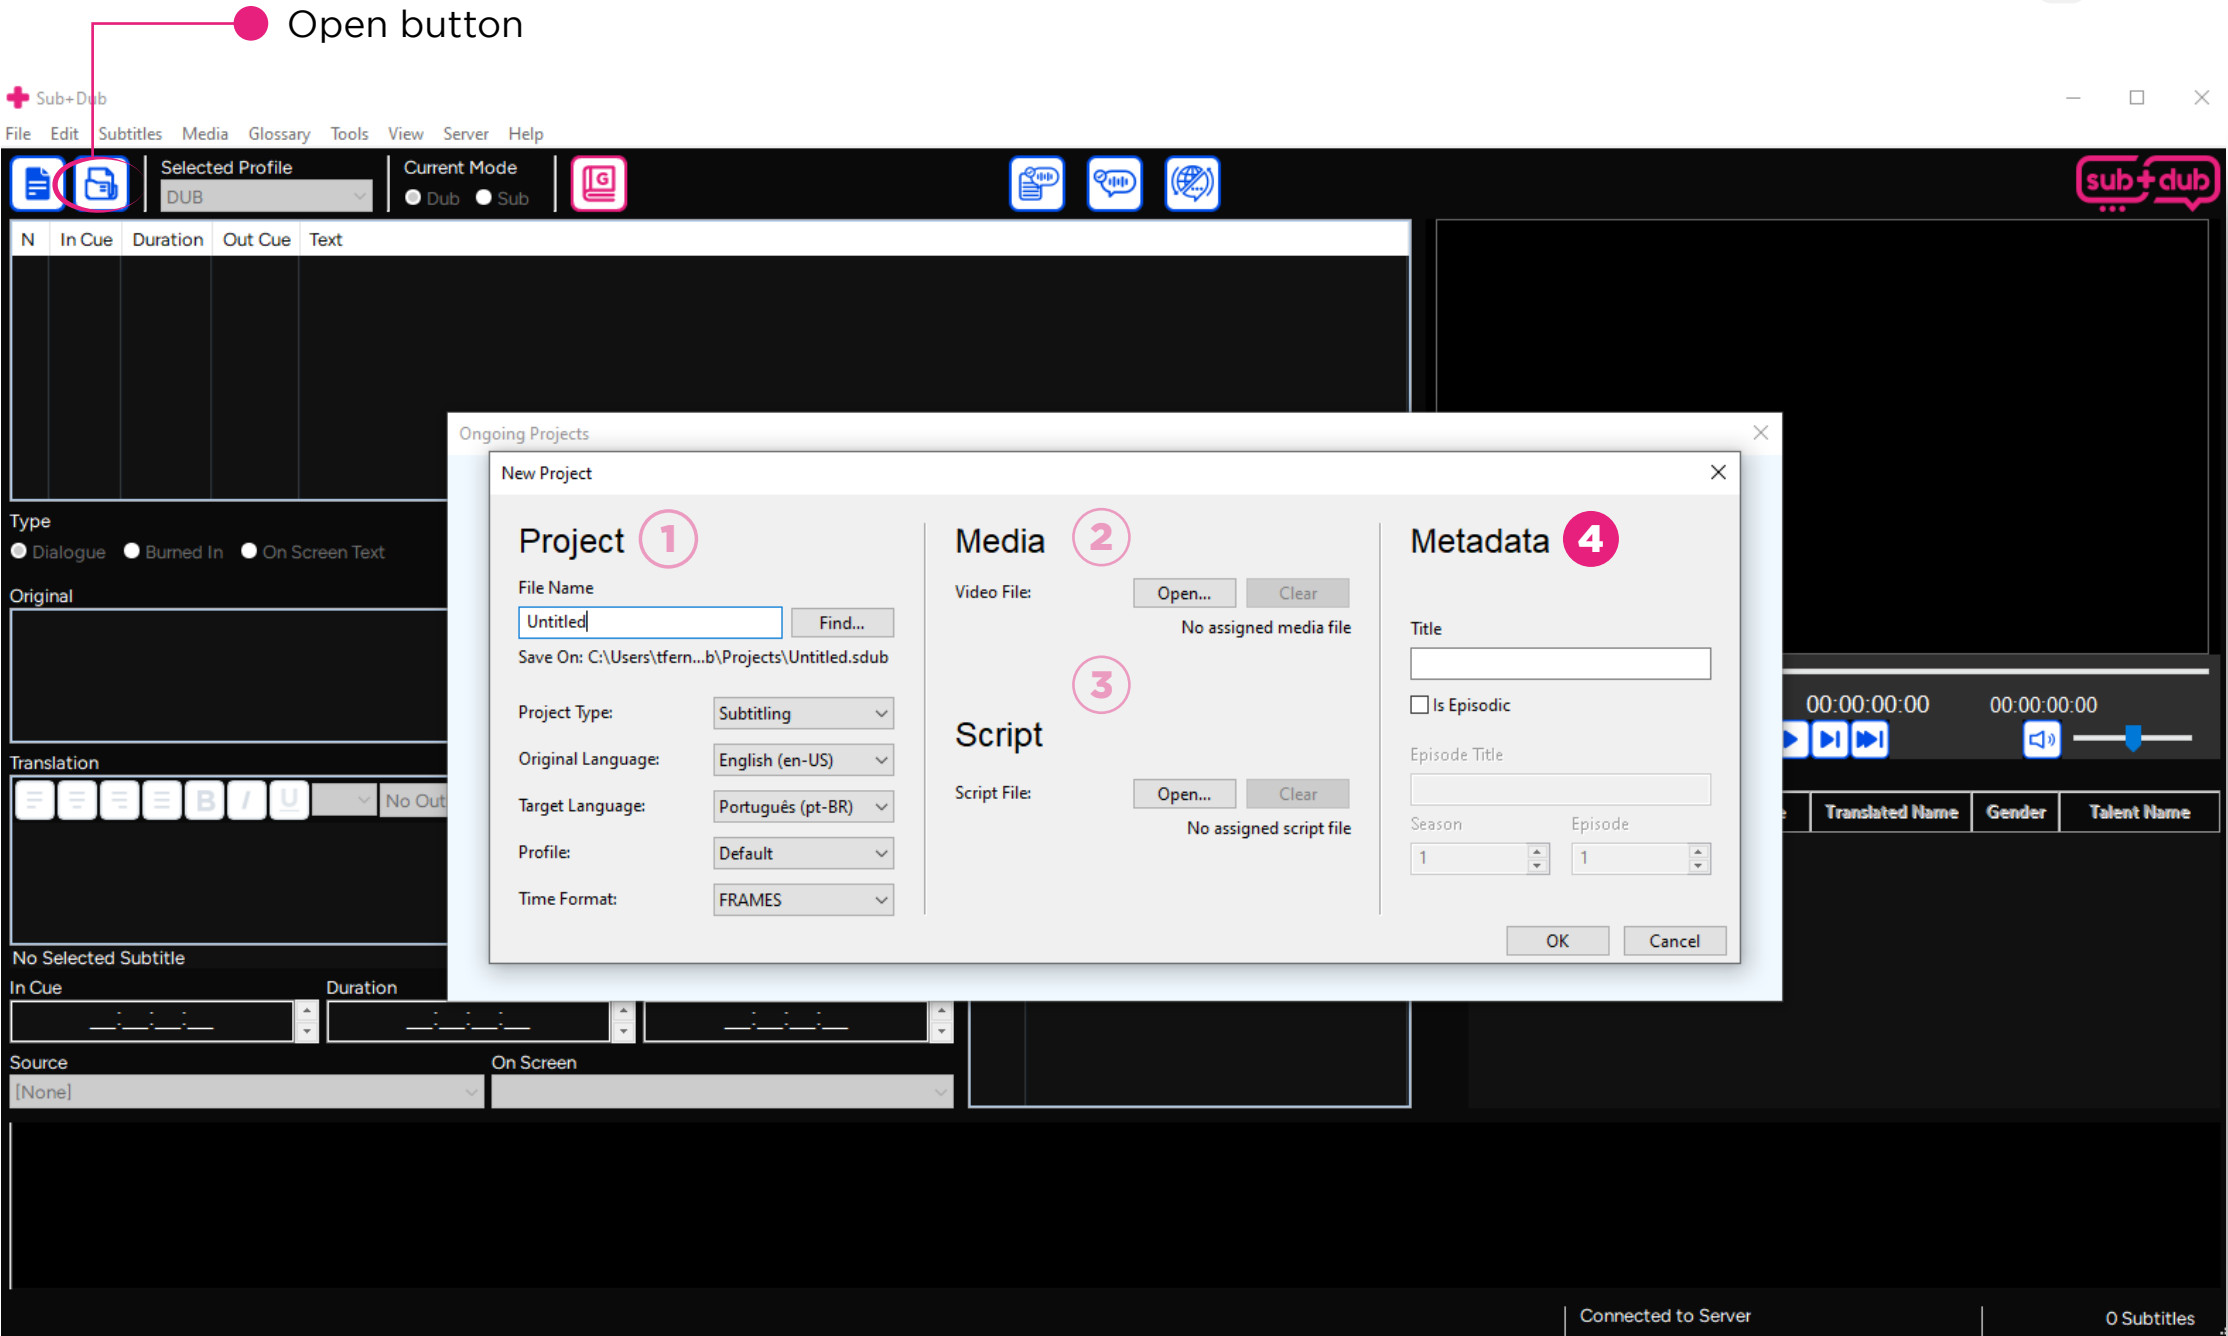 Open button
Sub+Dub
File Edit Subtitles Media Glossary Tools View Server Help
Selected Profile
DUB
Current Mode
Dub Sub
G
sub+dub
N In Cue Duration Out Cue Text
Ongoing Projects
New Project
Project 1
File Name
Untitled
Find...
Save On: C:\Users\tfern...b\Projects\Untitled.sdub
Project Type: Subtitling
Original Language: English (en-US)
Target Language: Português (pt-BR)
Profile: Default
Time Format: FRAMES
Media 2
Video File: Open... Clear
No assigned media file
3
Script
Script File: Open... Clear
No assigned script file
Metadata 4
Title
Is Episodic
Episode Title
Season Episode
1 1
OK Cancel
Type
Dialogue Burned In On Screen Text
Original
Translation
B I U No Out
No Selected Subtitle
In Cue Duration
Source On Screen
[None]
00:00:00:00 00:00:00:00
Translated Name Gender Talent Name
Connected to Server 0 Subtitles